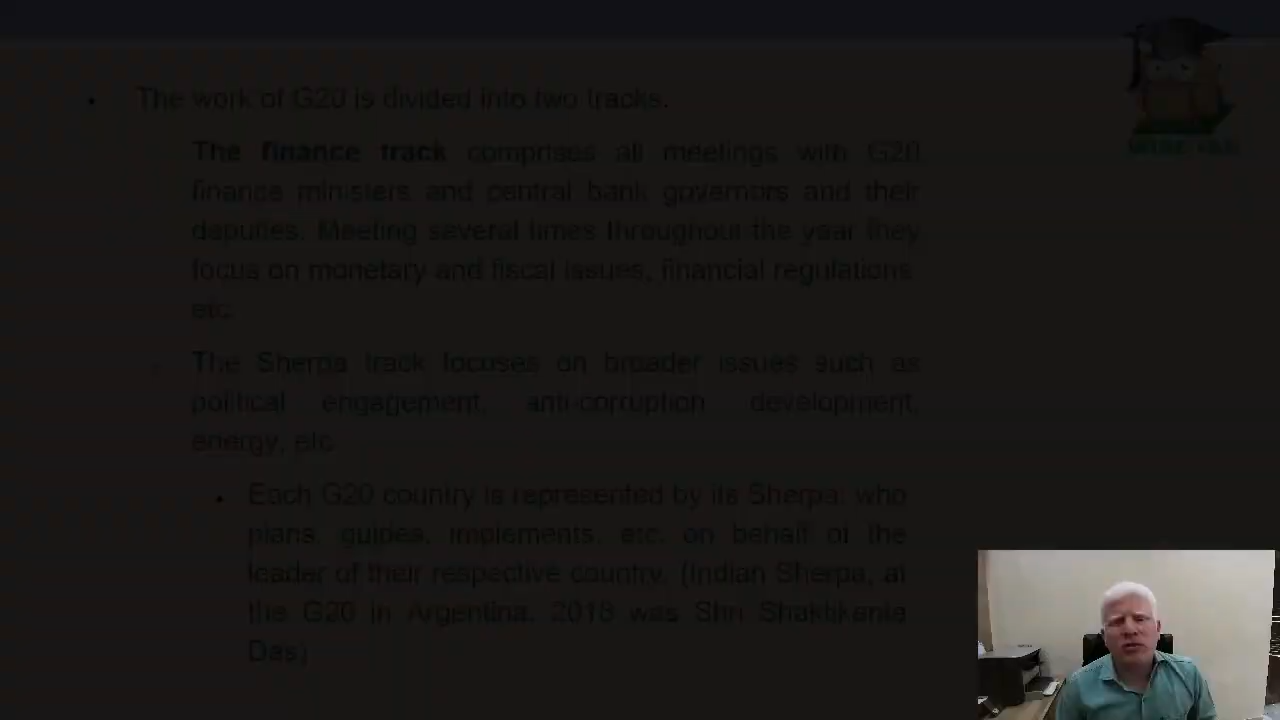 • The work of G20 is divided into two tracks.
The finance track comprises all meetings with G20
finance ministers and central bank governors and their
deputies. Meeting several times throughout the year they
focus on monetary and fiscal issues, financial regulations
etc.
The Sherpa track focuses on broader issues such as
political engagement, anti-corruption development,
energy, etc.
• Each G20 country is represented by its Sherpa; who
plans, guides, implements, etc. on behalf of the
leader of their respective country. (Indian Sherpa, at
the G20 in Argentina, 2018 was Shri Shaktikanta
Das)